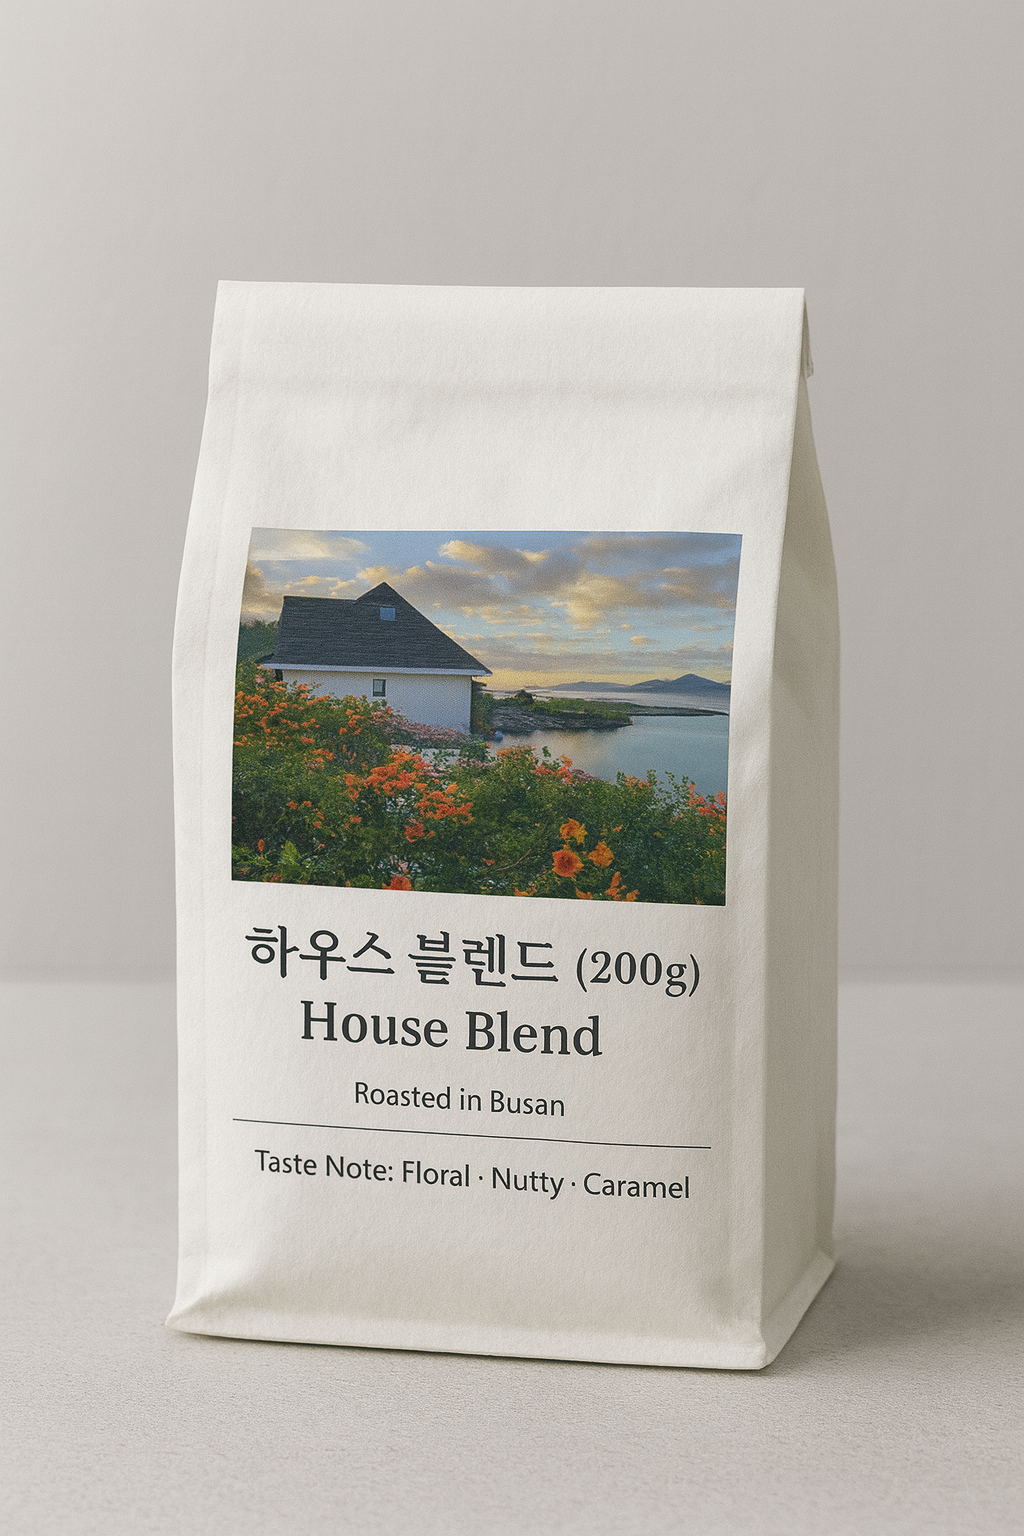 하우스 블렌드 (200g)
House Blend
Roasted in Busan
Taste Note: Floral · Nutty · Caramel